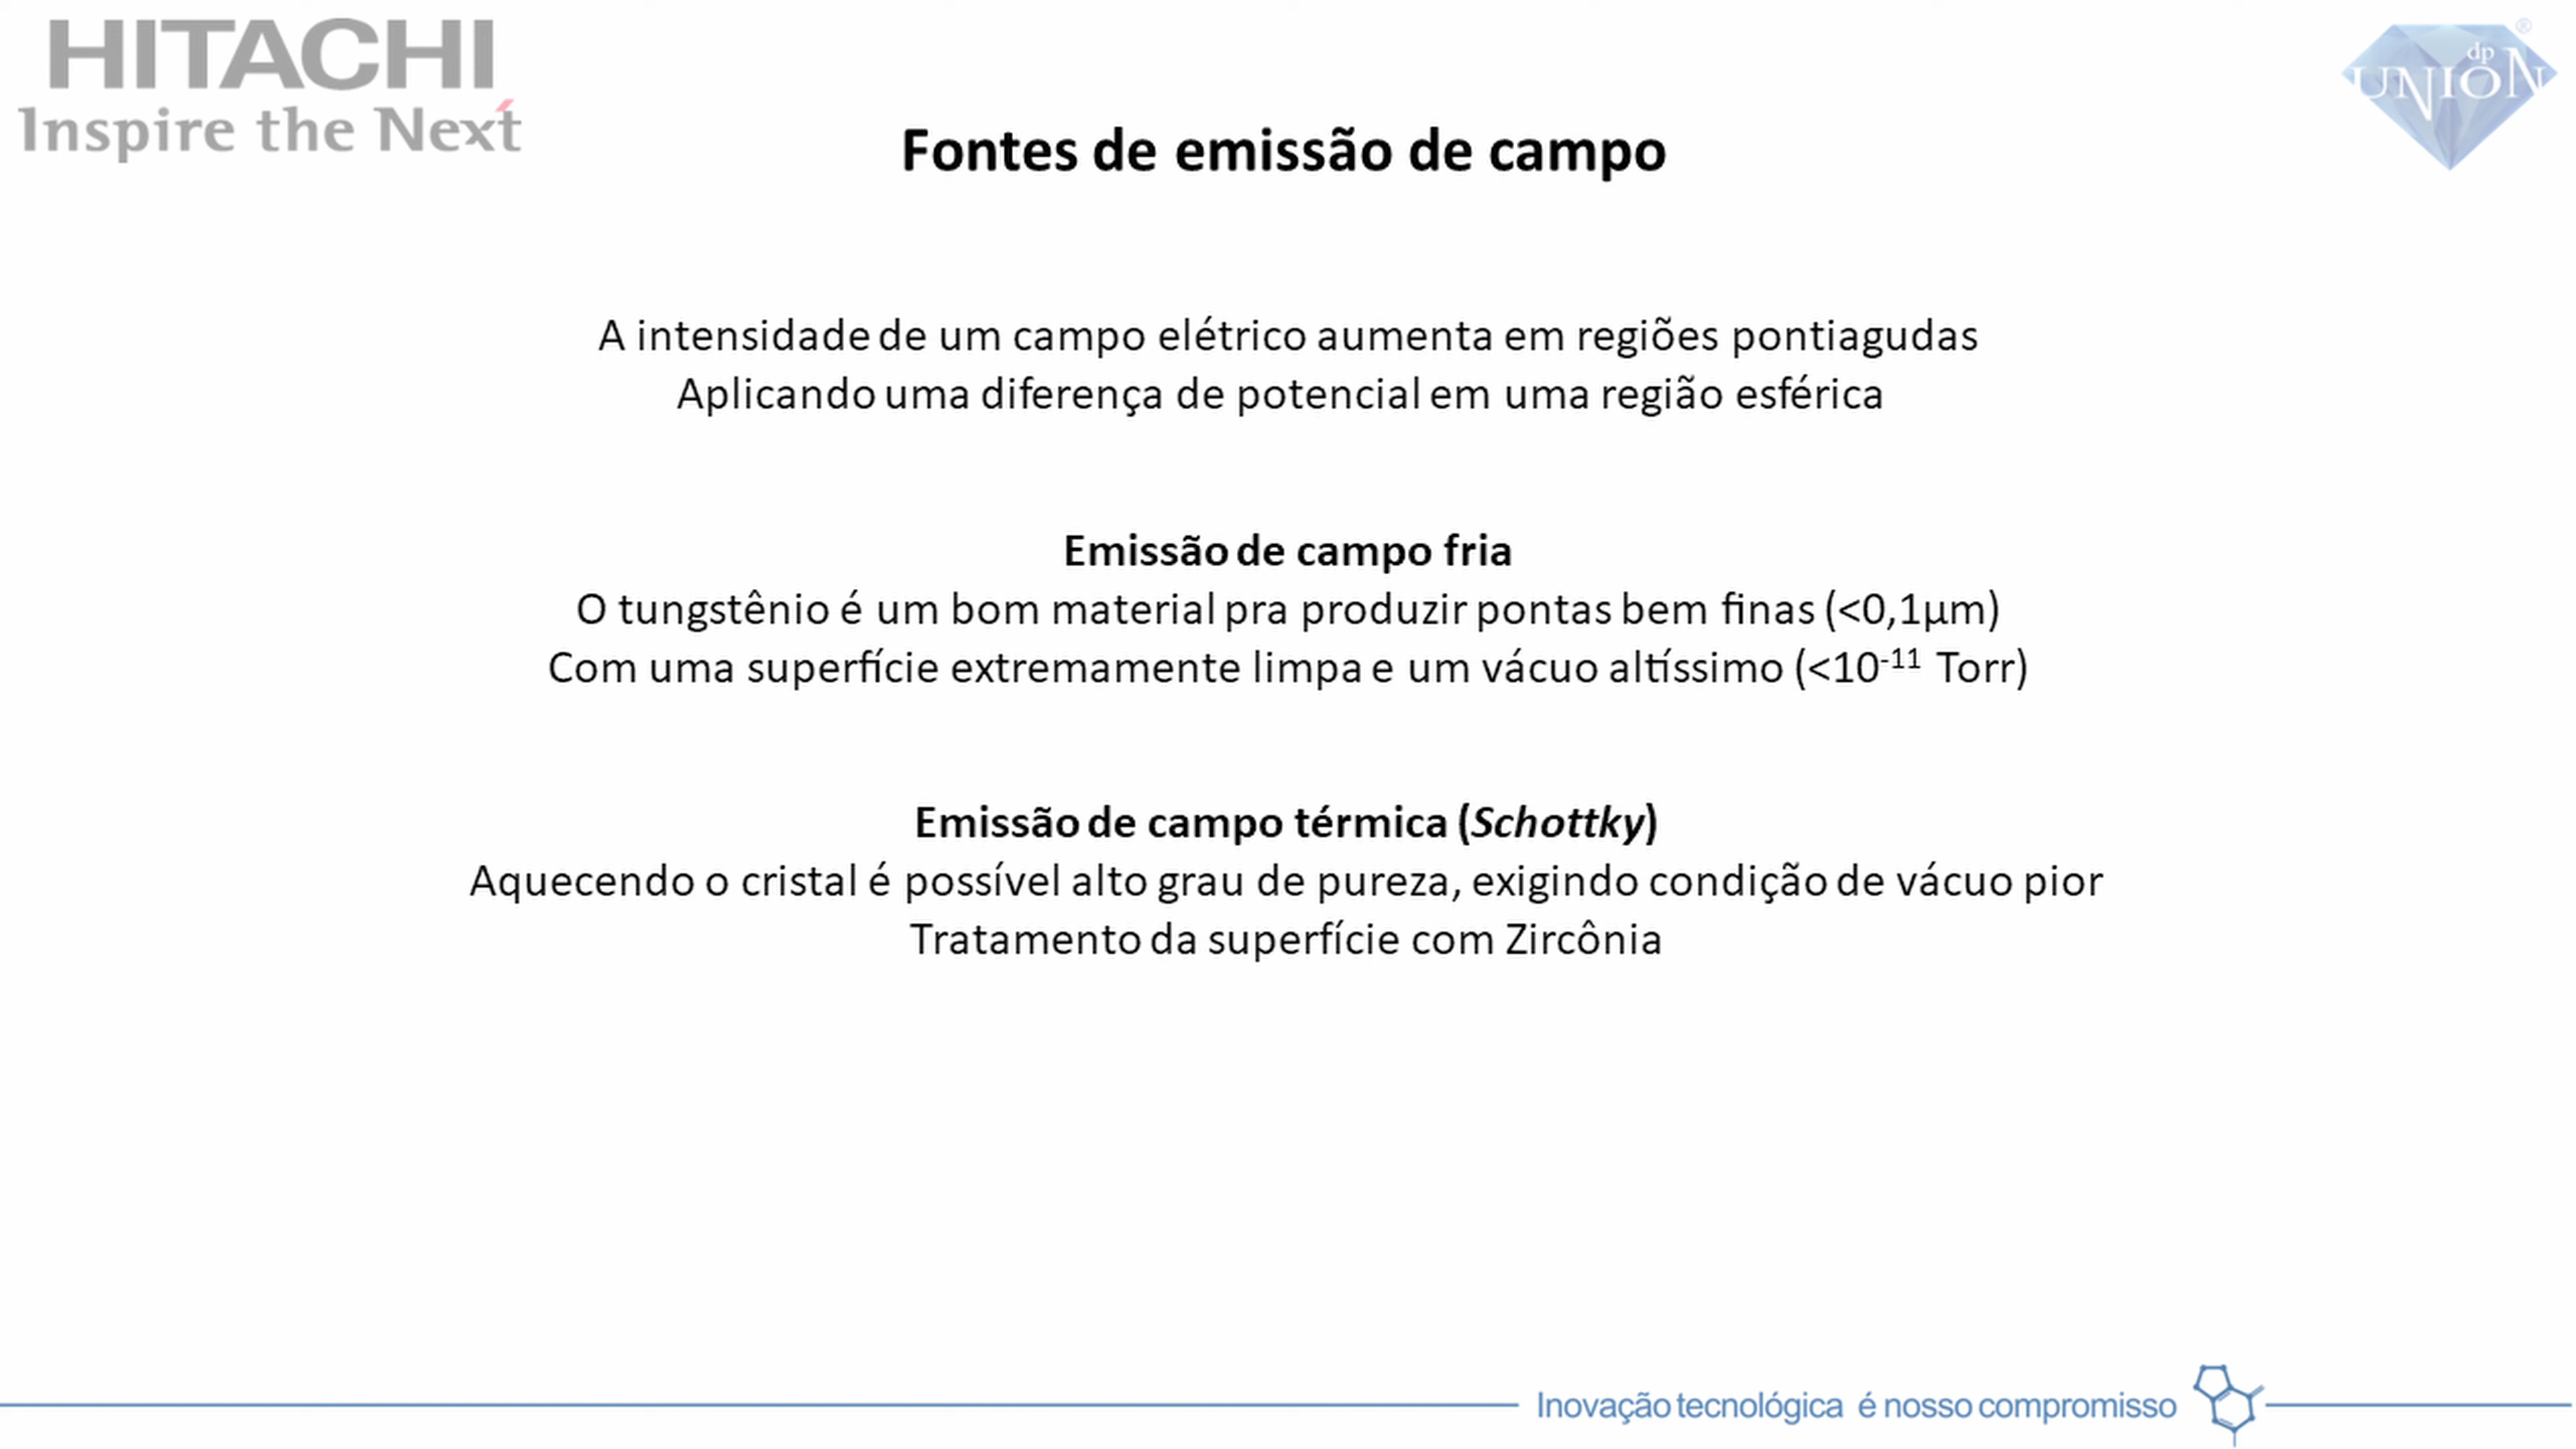 HITACHI
Inspire the Next
dp
UNION
®
Fontes de emissão de campo
A intensidade de um campo elétrico aumenta em regiões pontiagudas
Aplicando uma diferença de potencial em uma região esférica
Emissão de campo fria
O tungstênio é um bom material pra produzir pontas bem finas (<0,1µm)
Com uma superfície extremamente limpa e um vácuo altíssimo (<10⁻¹¹ Torr)
Emissão de campo térmica (Schottky)
Aquecendo o cristal é possível alto grau de pureza, exigindo condição de vácuo pior
Tratamento da superfície com Zircônia
Inovação tecnológica é nosso compromisso